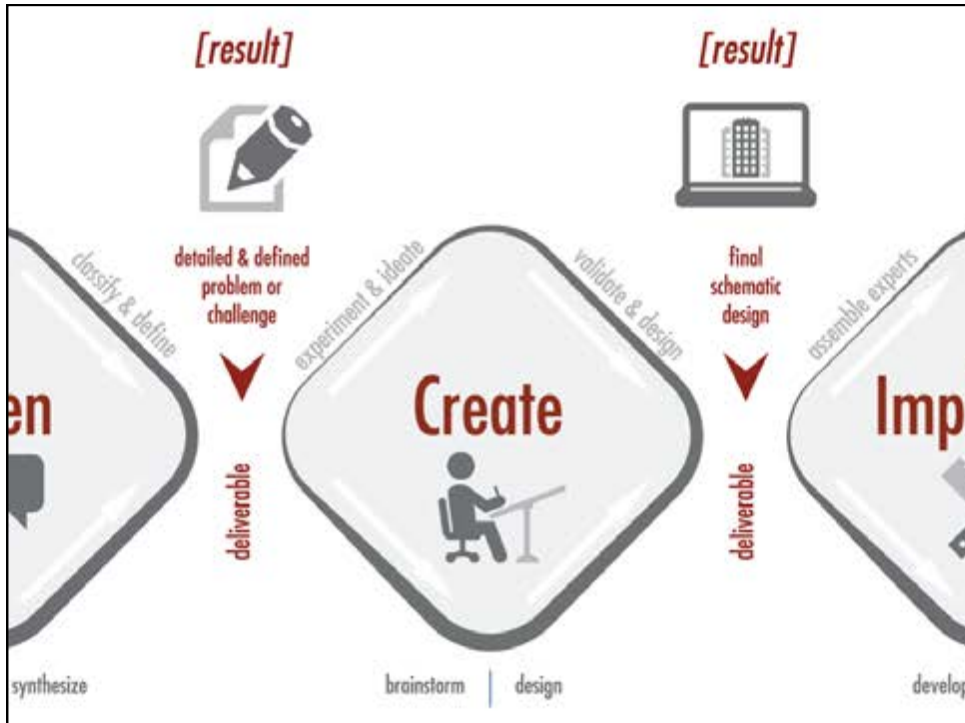 [result]
[result]
classify & define
detailed & defined
problem or
challenge
experiment & ideate
validate & design
final
schematic
design
assemble experts
en
Create
Imp
deliverable
deliverable
synthesize
brainstorm
design
develop